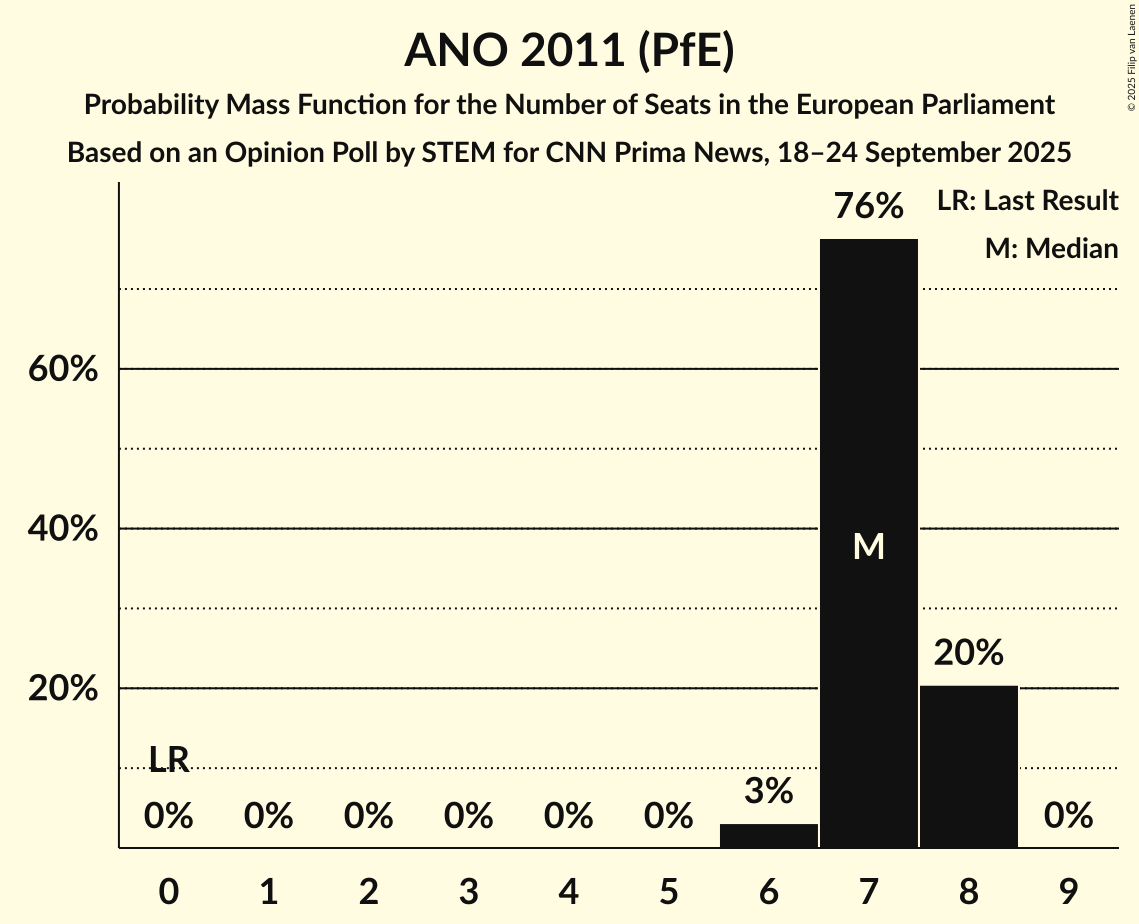 ANO 2011 (PfE)
Probability Mass Function for the Number of Seats in the European Parliament
Based on an Opinion Poll by STEM for CNN Prima News, 18–24 September 2025
© 2025 Filip van Laenen
LR: Last Result
M: Median
76%
60%
40%
M
20%
20%
LR
3%
0% 0% 0% 0% 0% 0% 0%
0 1 2 3 4 5 6 7 8 9